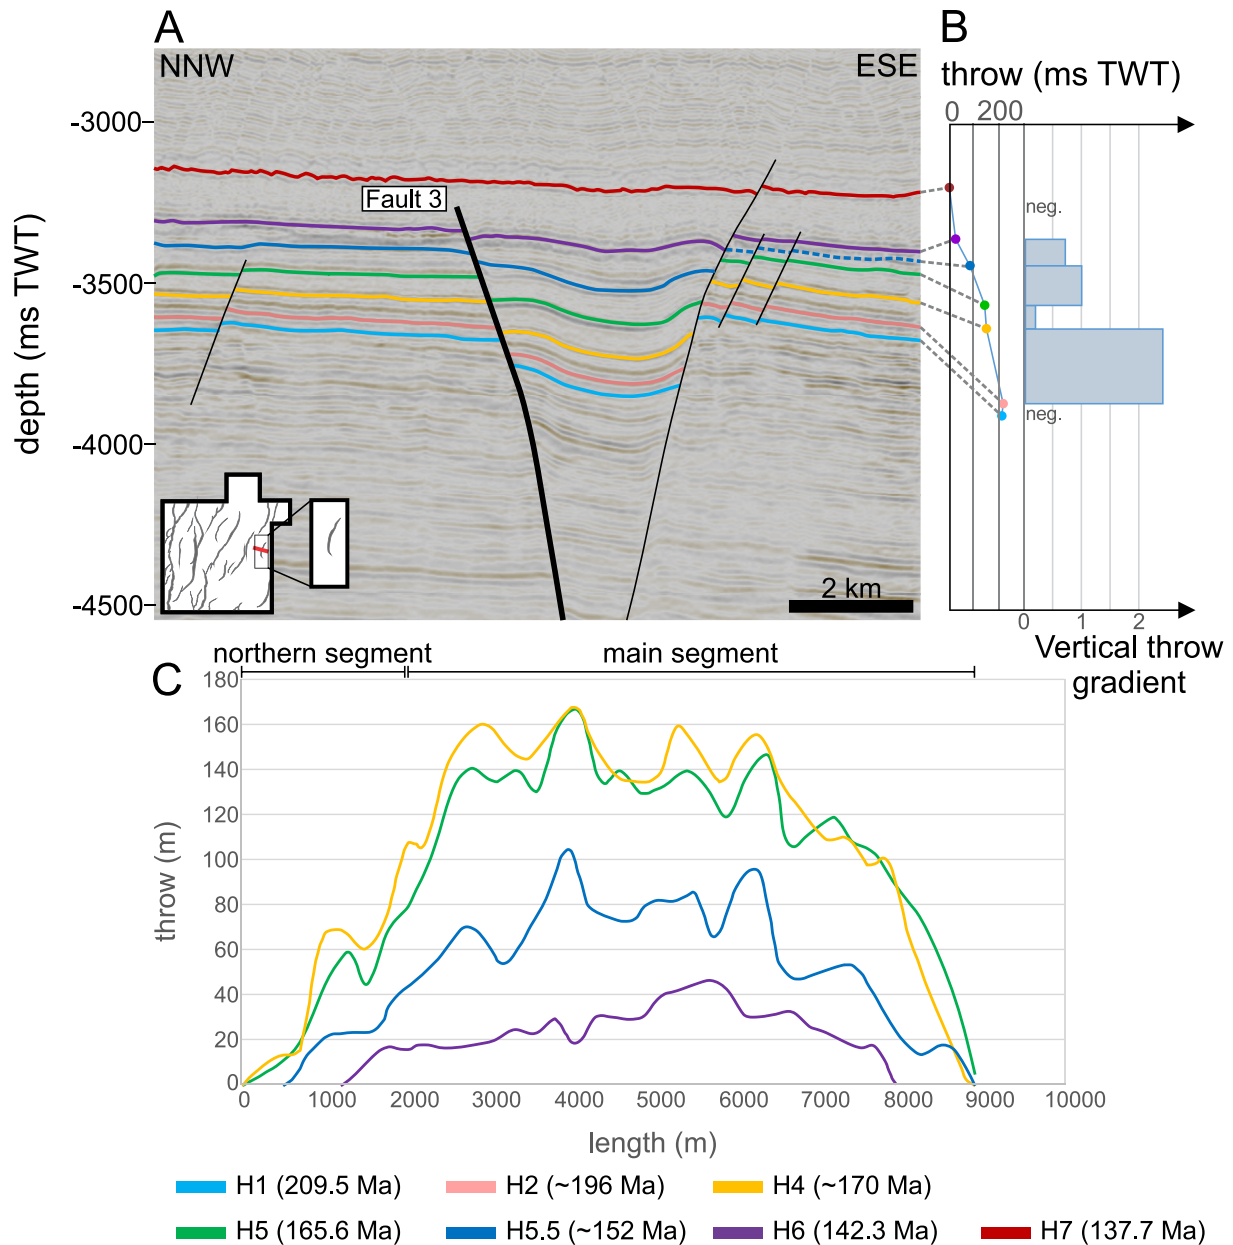 A
B
NNW
ESE
throw (ms TWT)
0 200
-3000
-3500
-4000
-4500
depth (ms TWT)
Fault 3
neg.
neg.
2 km
0 1 2
Vertical throw
gradient
northern segment
main segment
C
180
160
140
120
100
80
60
40
20
0
throw (m)
0 1000 2000 3000 4000 5000 6000 7000 8000 9000 10000
length (m)
H1 (209.5 Ma) H2 (~196 Ma) H4 (~170 Ma)
H5 (165.6 Ma) H5.5 (~152 Ma) H6 (142.3 Ma) H7 (137.7 Ma)